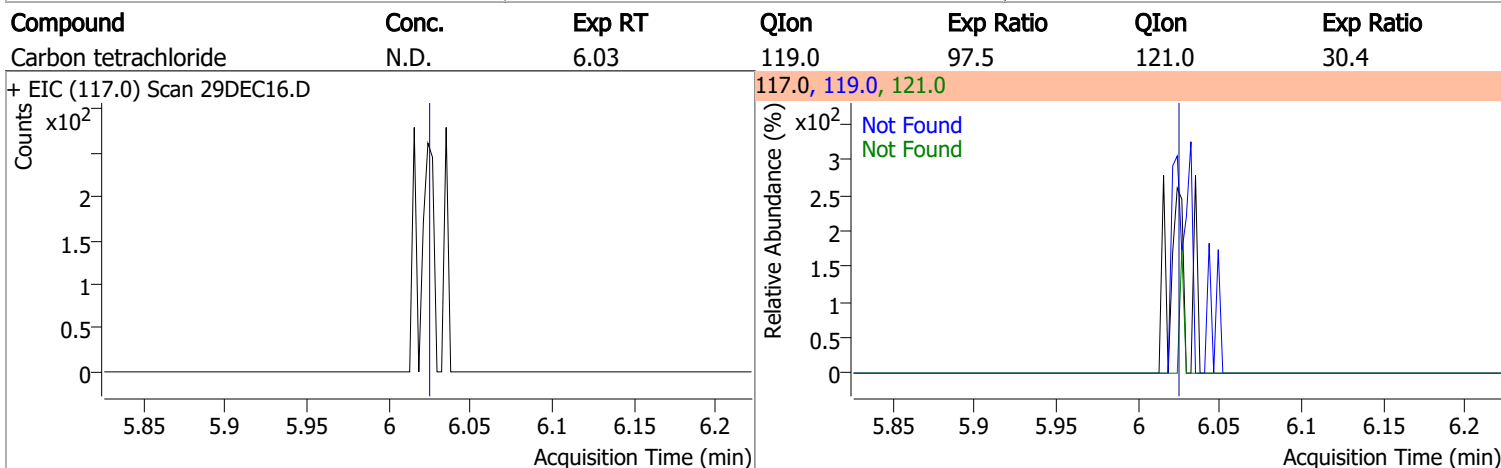 Compound Conc. Exp RT QIon Exp Ratio QIon Exp Ratio
Carbon tetrachloride N.D. 6.03 119.0 97.5 121.0 30.4
+ EIC (117.0) Scan 29DEC16.D
Counts
x10²
2
1.5
1
0.5
0
5.85 5.9 5.95 6 6.05 6.1 6.15 6.2
Acquisition Time (min)
117.0, 119.0, 121.0
Relative Abundance (%)
x10²
Not Found
Not Found
3
2.5
2
1.5
1
0.5
0
5.85 5.9 5.95 6 6.05 6.1 6.15 6.2
Acquisition Time (min)